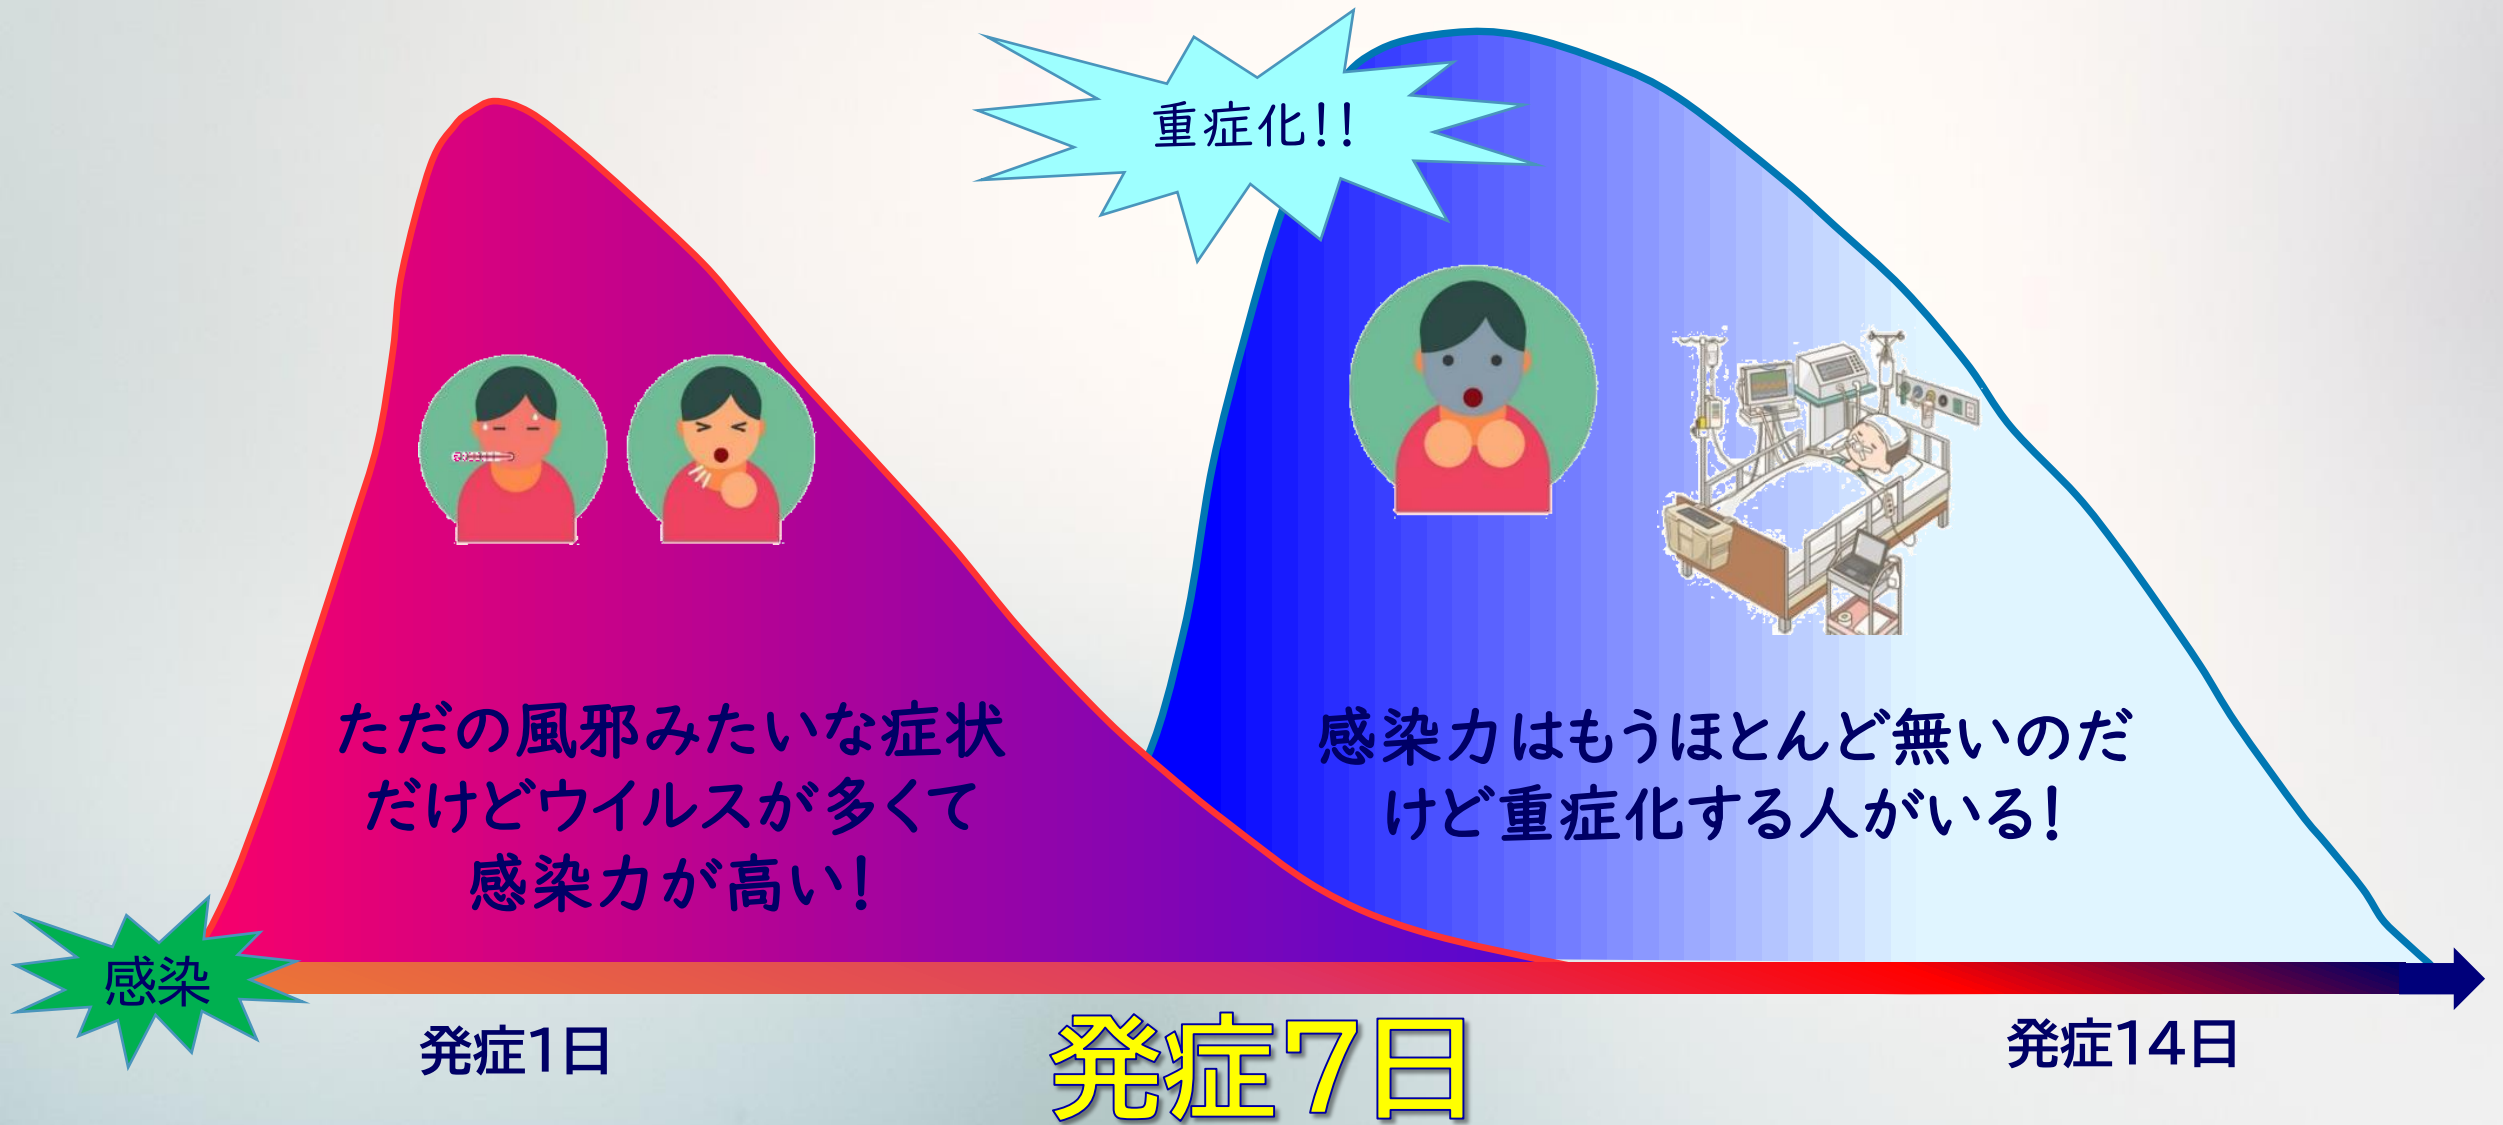 重症化!!
ただの風邪みたいな症状
だけどウイルスが多くて
感染力が高い!
感染力はもうほとんど無いのだ
けど重症化する人がいる!
感染
発症1日
発症7日
発症14日